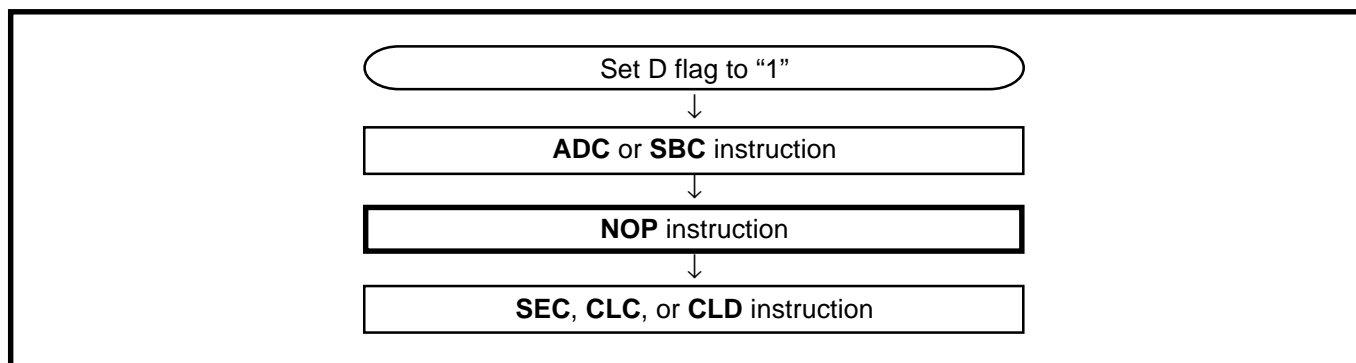 Set D flag to “1”
ADC or SBC instruction
NOP instruction
SEC, CLC, or CLD instruction